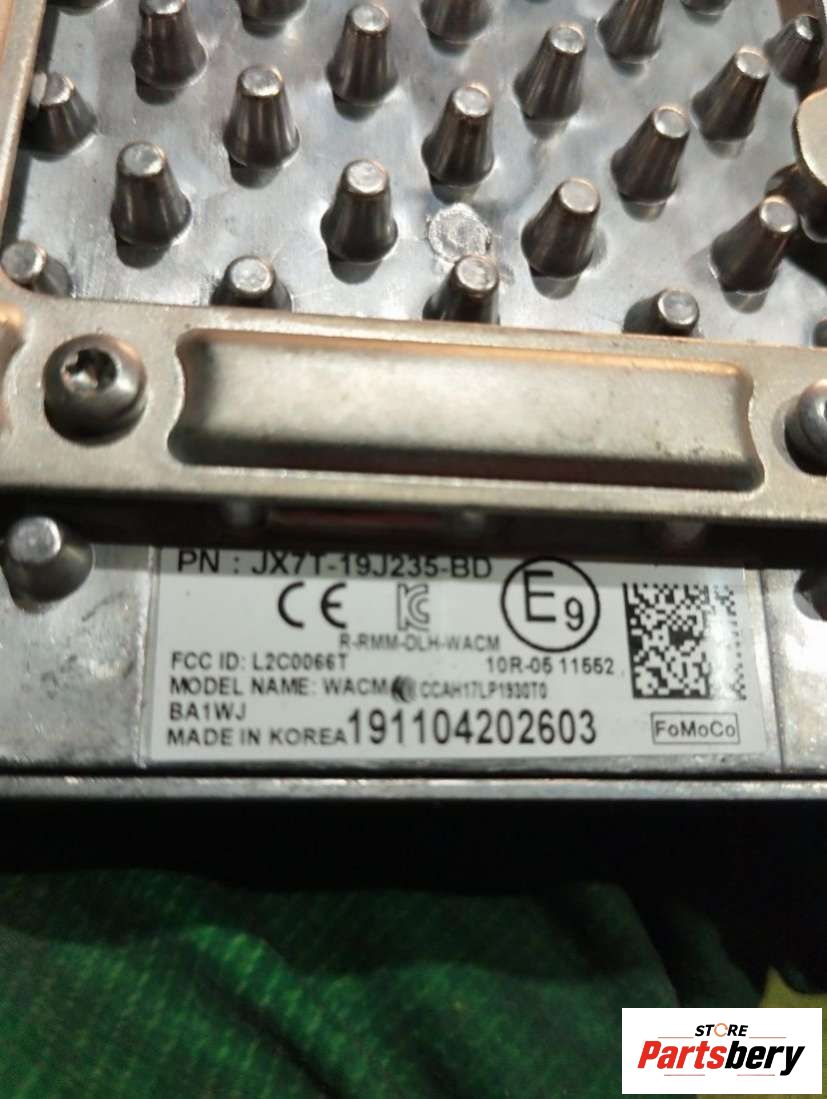 PN : JX7T-19J235-BD
CE
E9
R-RMM-OLH-WACM
FCC ID: L2C0066T
10R-05 11552
MODEL NAME: WACM
CCAH17LP1930T0
BA1WJ
MADE IN KOREA 191104202603
FoMoCo
STORE
Partsbery